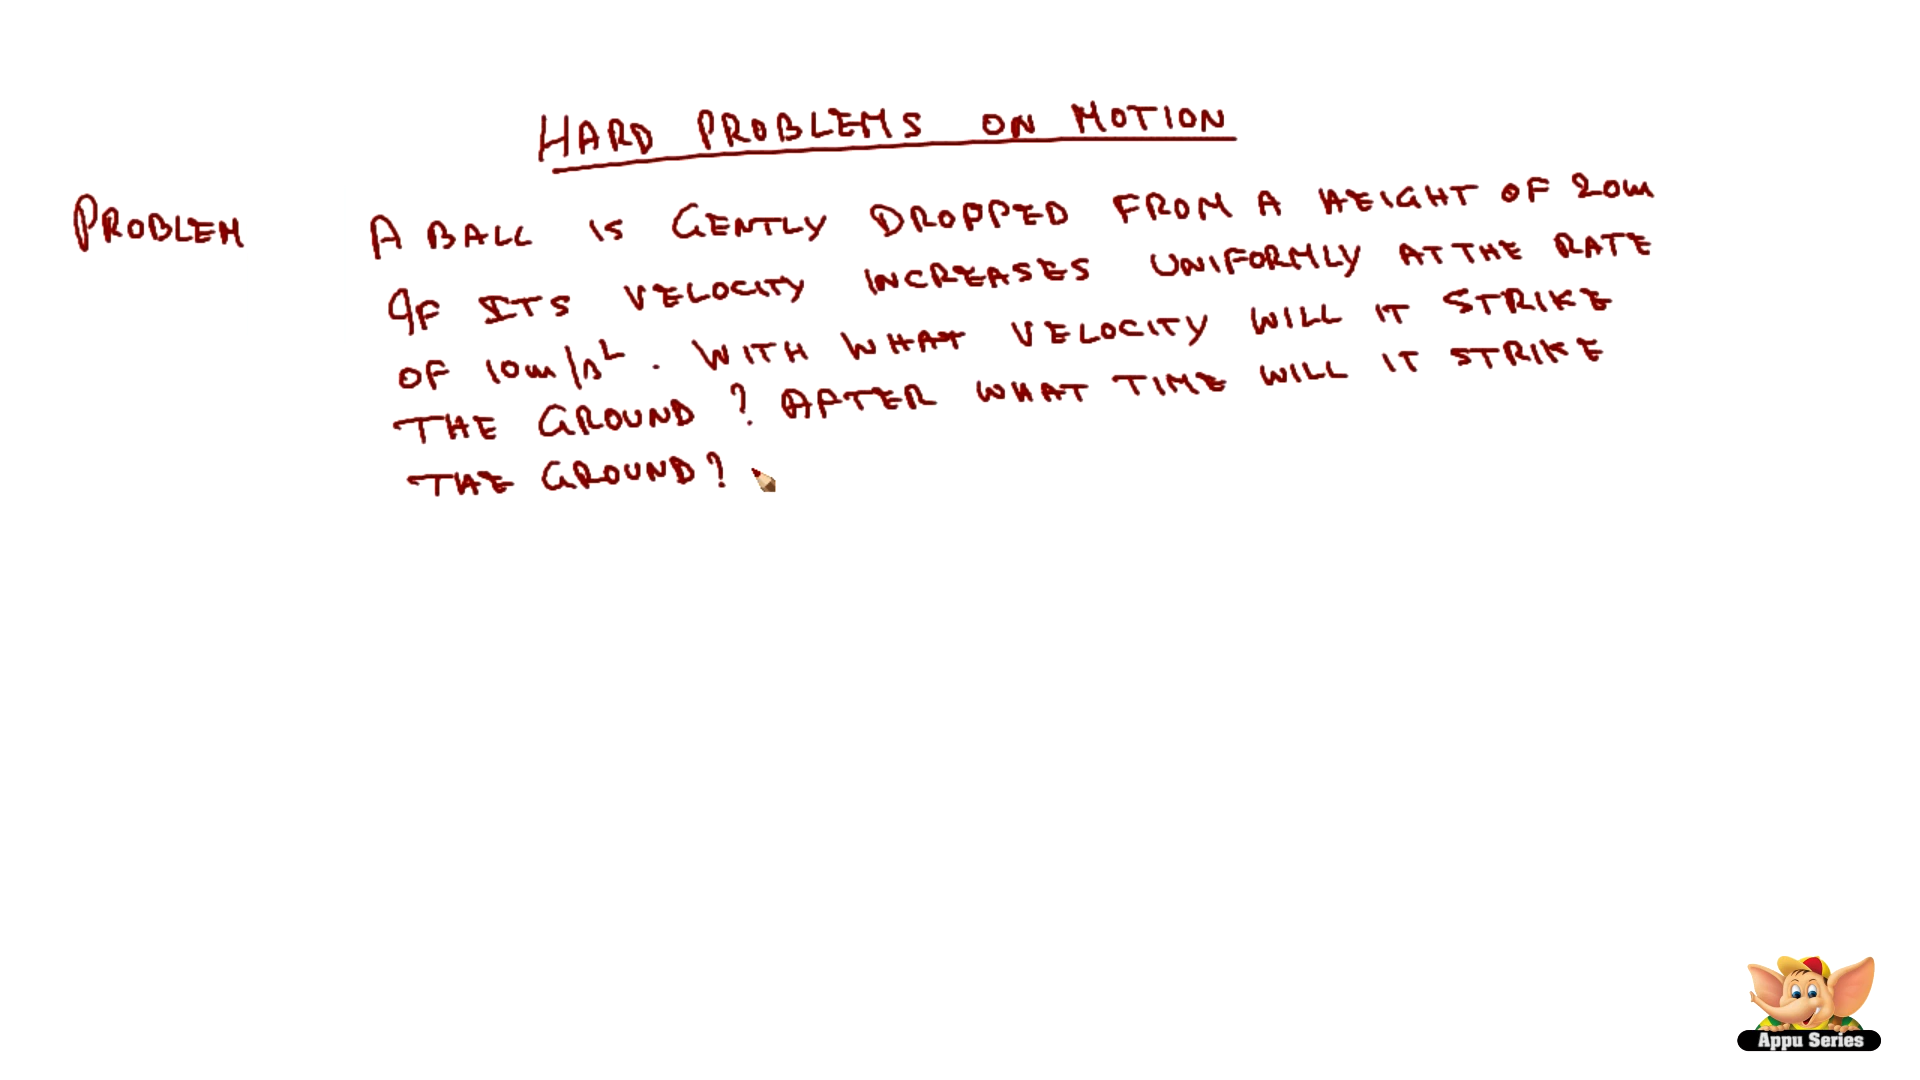 HARD PROBLEMS ON MOTION
PROBLEM A BALL IS GENTLY DROPPED FROM A HEIGHT OF 20m
IF ITS VELOCITY INCREASES UNIFORMLY AT THE RATE
OF 10m/s². WITH WHAT VELOCITY WILL IT STRIKE
THE GROUND? AFTER WHAT TIME WILL IT STRIKE
THE GROUND?
Appu Series